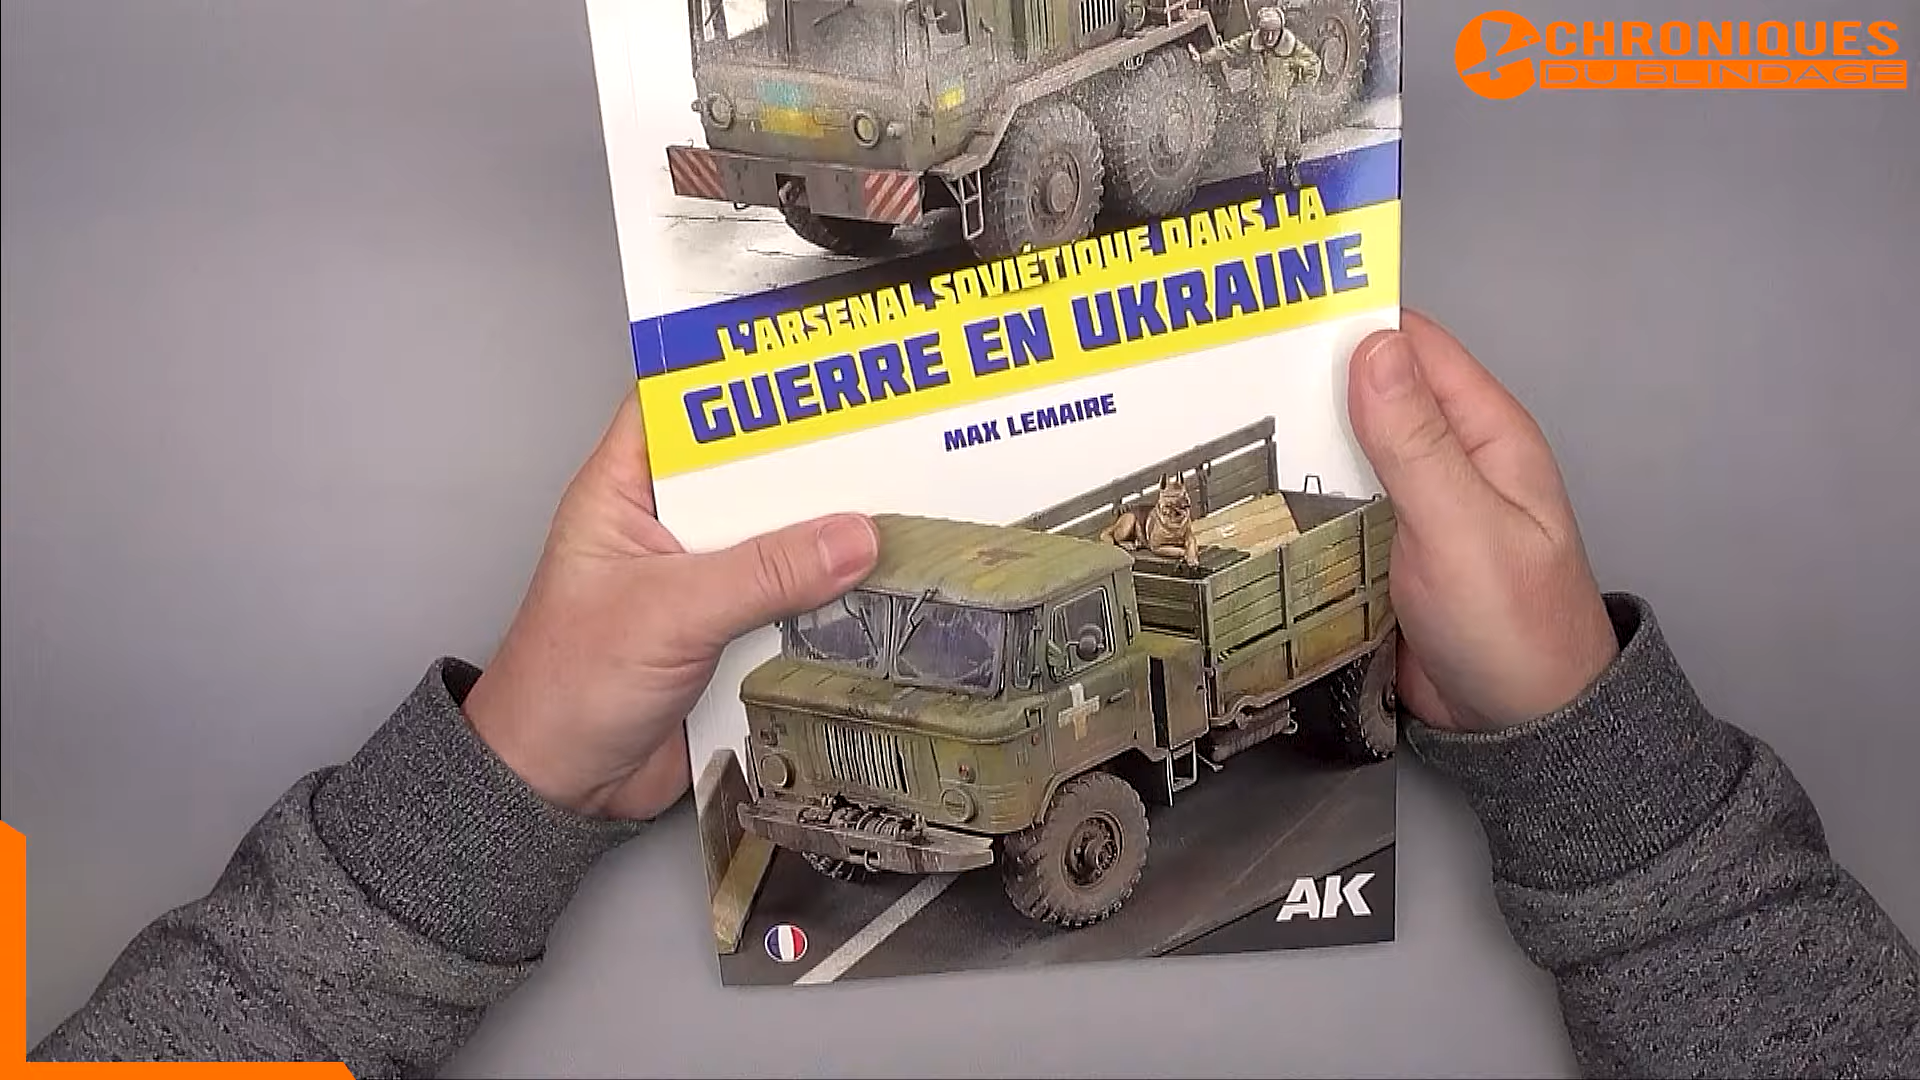 CHRONIQUES
DU BLINDAGE
L'ARSENAL SOVIÉTIQUE DANS LA
GUERRE EN UKRAINE
MAX LEMAIRE
AK